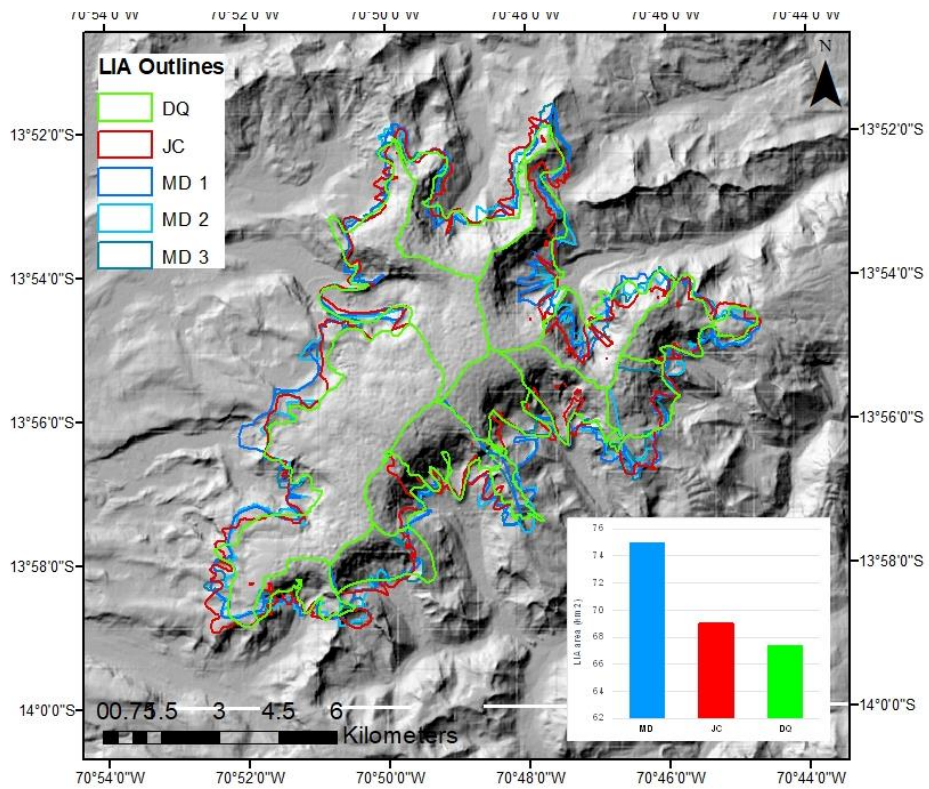 70°54'0"W 70°52'0"W 70°50'0"W 70°48'0"W 70°46'0"W 70°44'0"W
N
LIA Outlines
DQ
JC
MD 1
MD 2
MD 3
13°52'0"S 13°52'0"S
13°54'0"S 13°54'0"S
13°56'0"S 13°56'0"S
13°58'0"S 13°58'0"S
14°0'0"S 14°0'0"S
76
74
72
70
68
66
64
62
LIA area (km2)
MD JC DQ
00.751.5 3 4.5 6
Kilometers
70°54'0"W 70°52'0"W 70°50'0"W 70°48'0"W 70°46'0"W 70°44'0"W